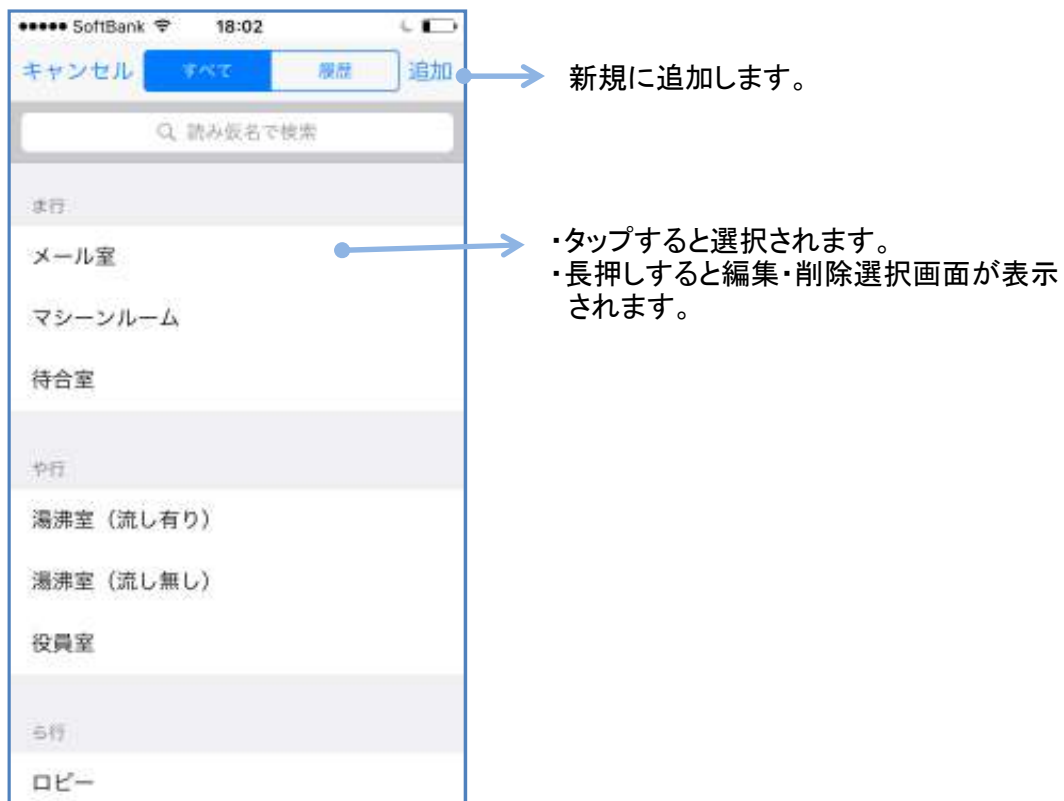 ●●●●● SoftBank 18:02
キャンセル すべて 履歴 追加
新規に追加します。
読み仮名で検索
ま行
メール室
・タップすると選択されます。
・長押しすると編集・削除選択画面が表示
されます。
マシーンルーム
待合室
や行
湯沸室（流し有り）
湯沸室（流し無し）
役員室
ら行
ロビー